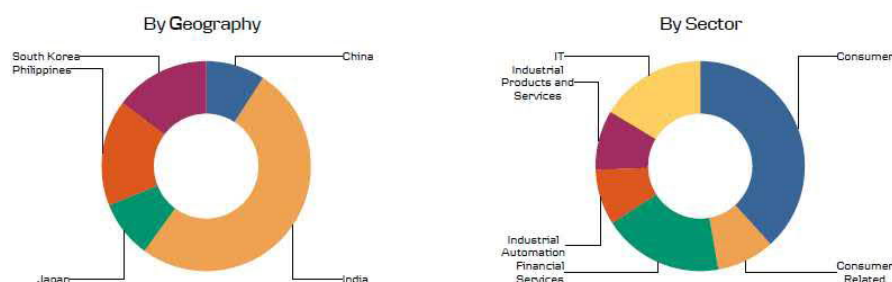 By Geography
South Korea
Philippines
China
Japan
India
By Sector
IT
Industrial
Products and
Services
Consumer
Industrial
Automation
Financial
Services
Consumer
Related